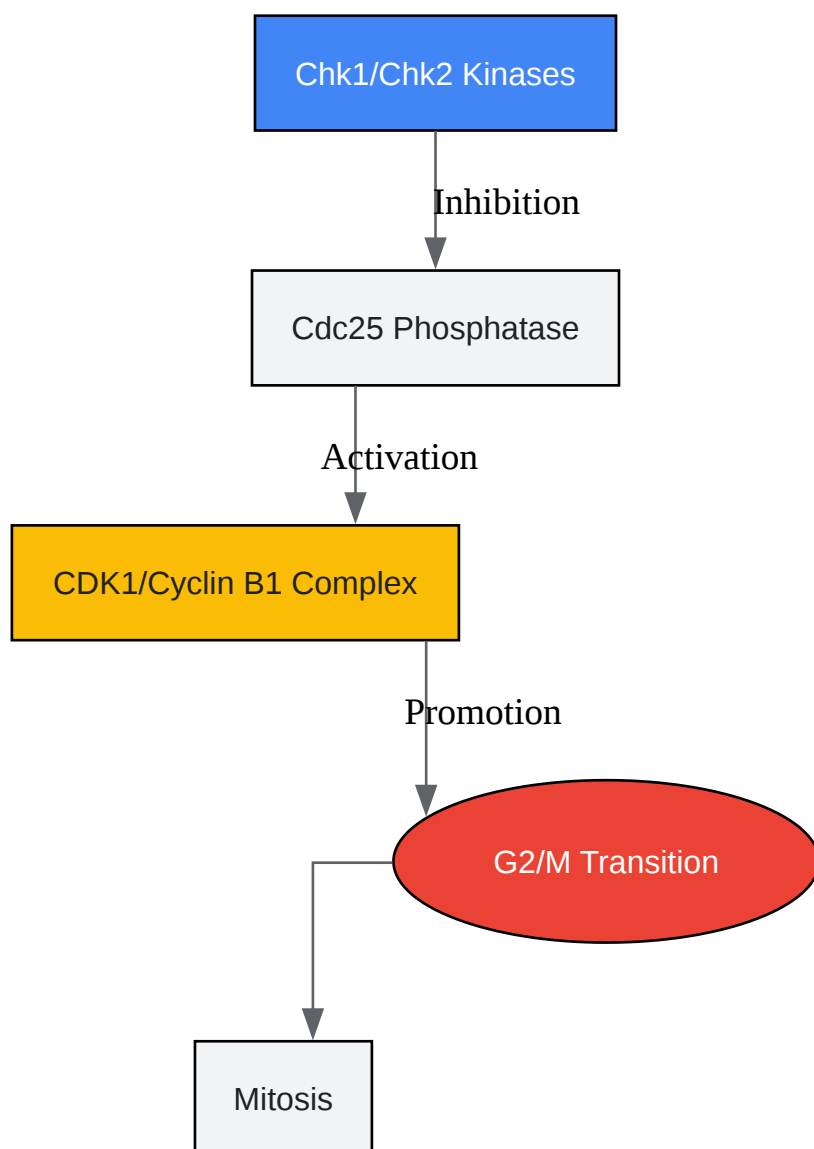 Chk1/Chk2 Kinases
Inhibition
Cdc25 Phosphatase
Activation
CDK1/Cyclin B1 Complex
Promotion
G2/M Transition
Mitosis